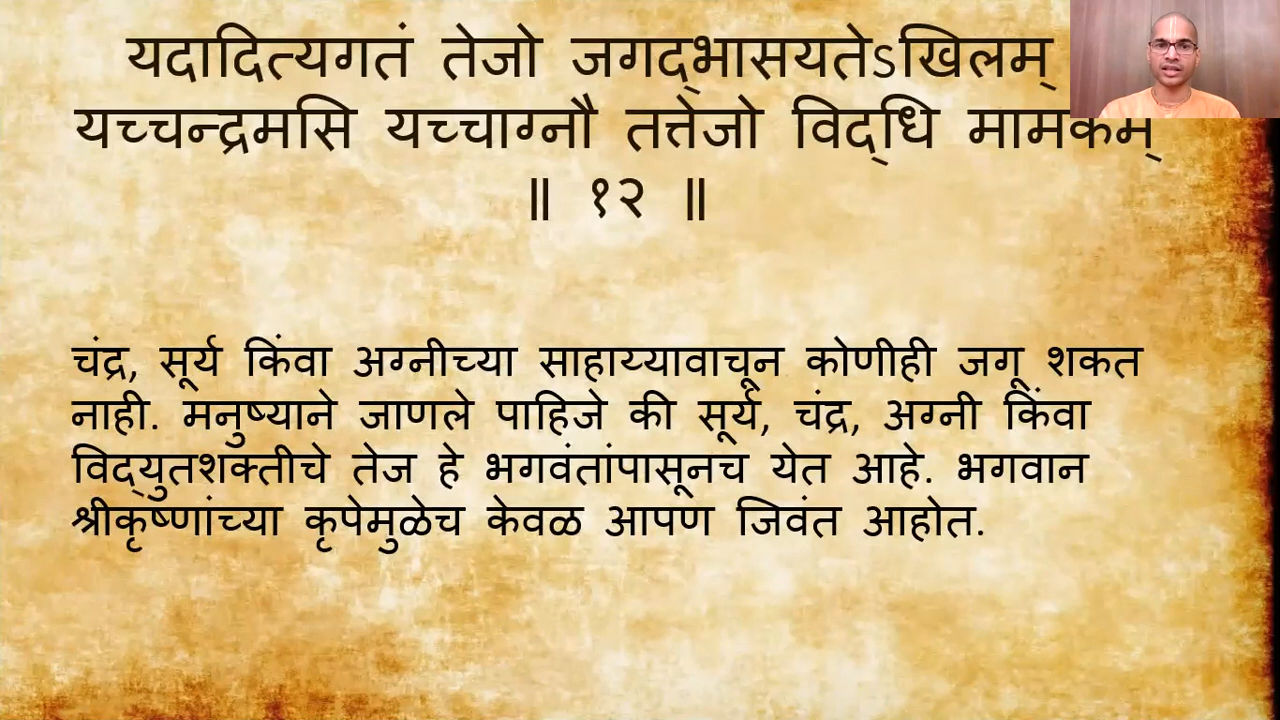 यदादित्यगतं तेजो जगद्भासयतेऽखिलम्
यच्चन्द्रमसि यच्चाग्नौ तत्तेजो विद्धि मामकम्
॥ १२ ॥
चंद्र, सूर्य किंवा अग्नीच्या साहाय्यावाचून कोणीही जगू शकत
नाही. मनुष्याने जाणले पाहिजे की सूर्य, चंद्र, अग्नी किंवा
विद्युतशक्तीचे तेज हे भगवंतांपासूनच येत आहे. भगवान
श्रीकृष्णांच्या कृपेमुळेच केवळ आपण जिवंत आहोत.